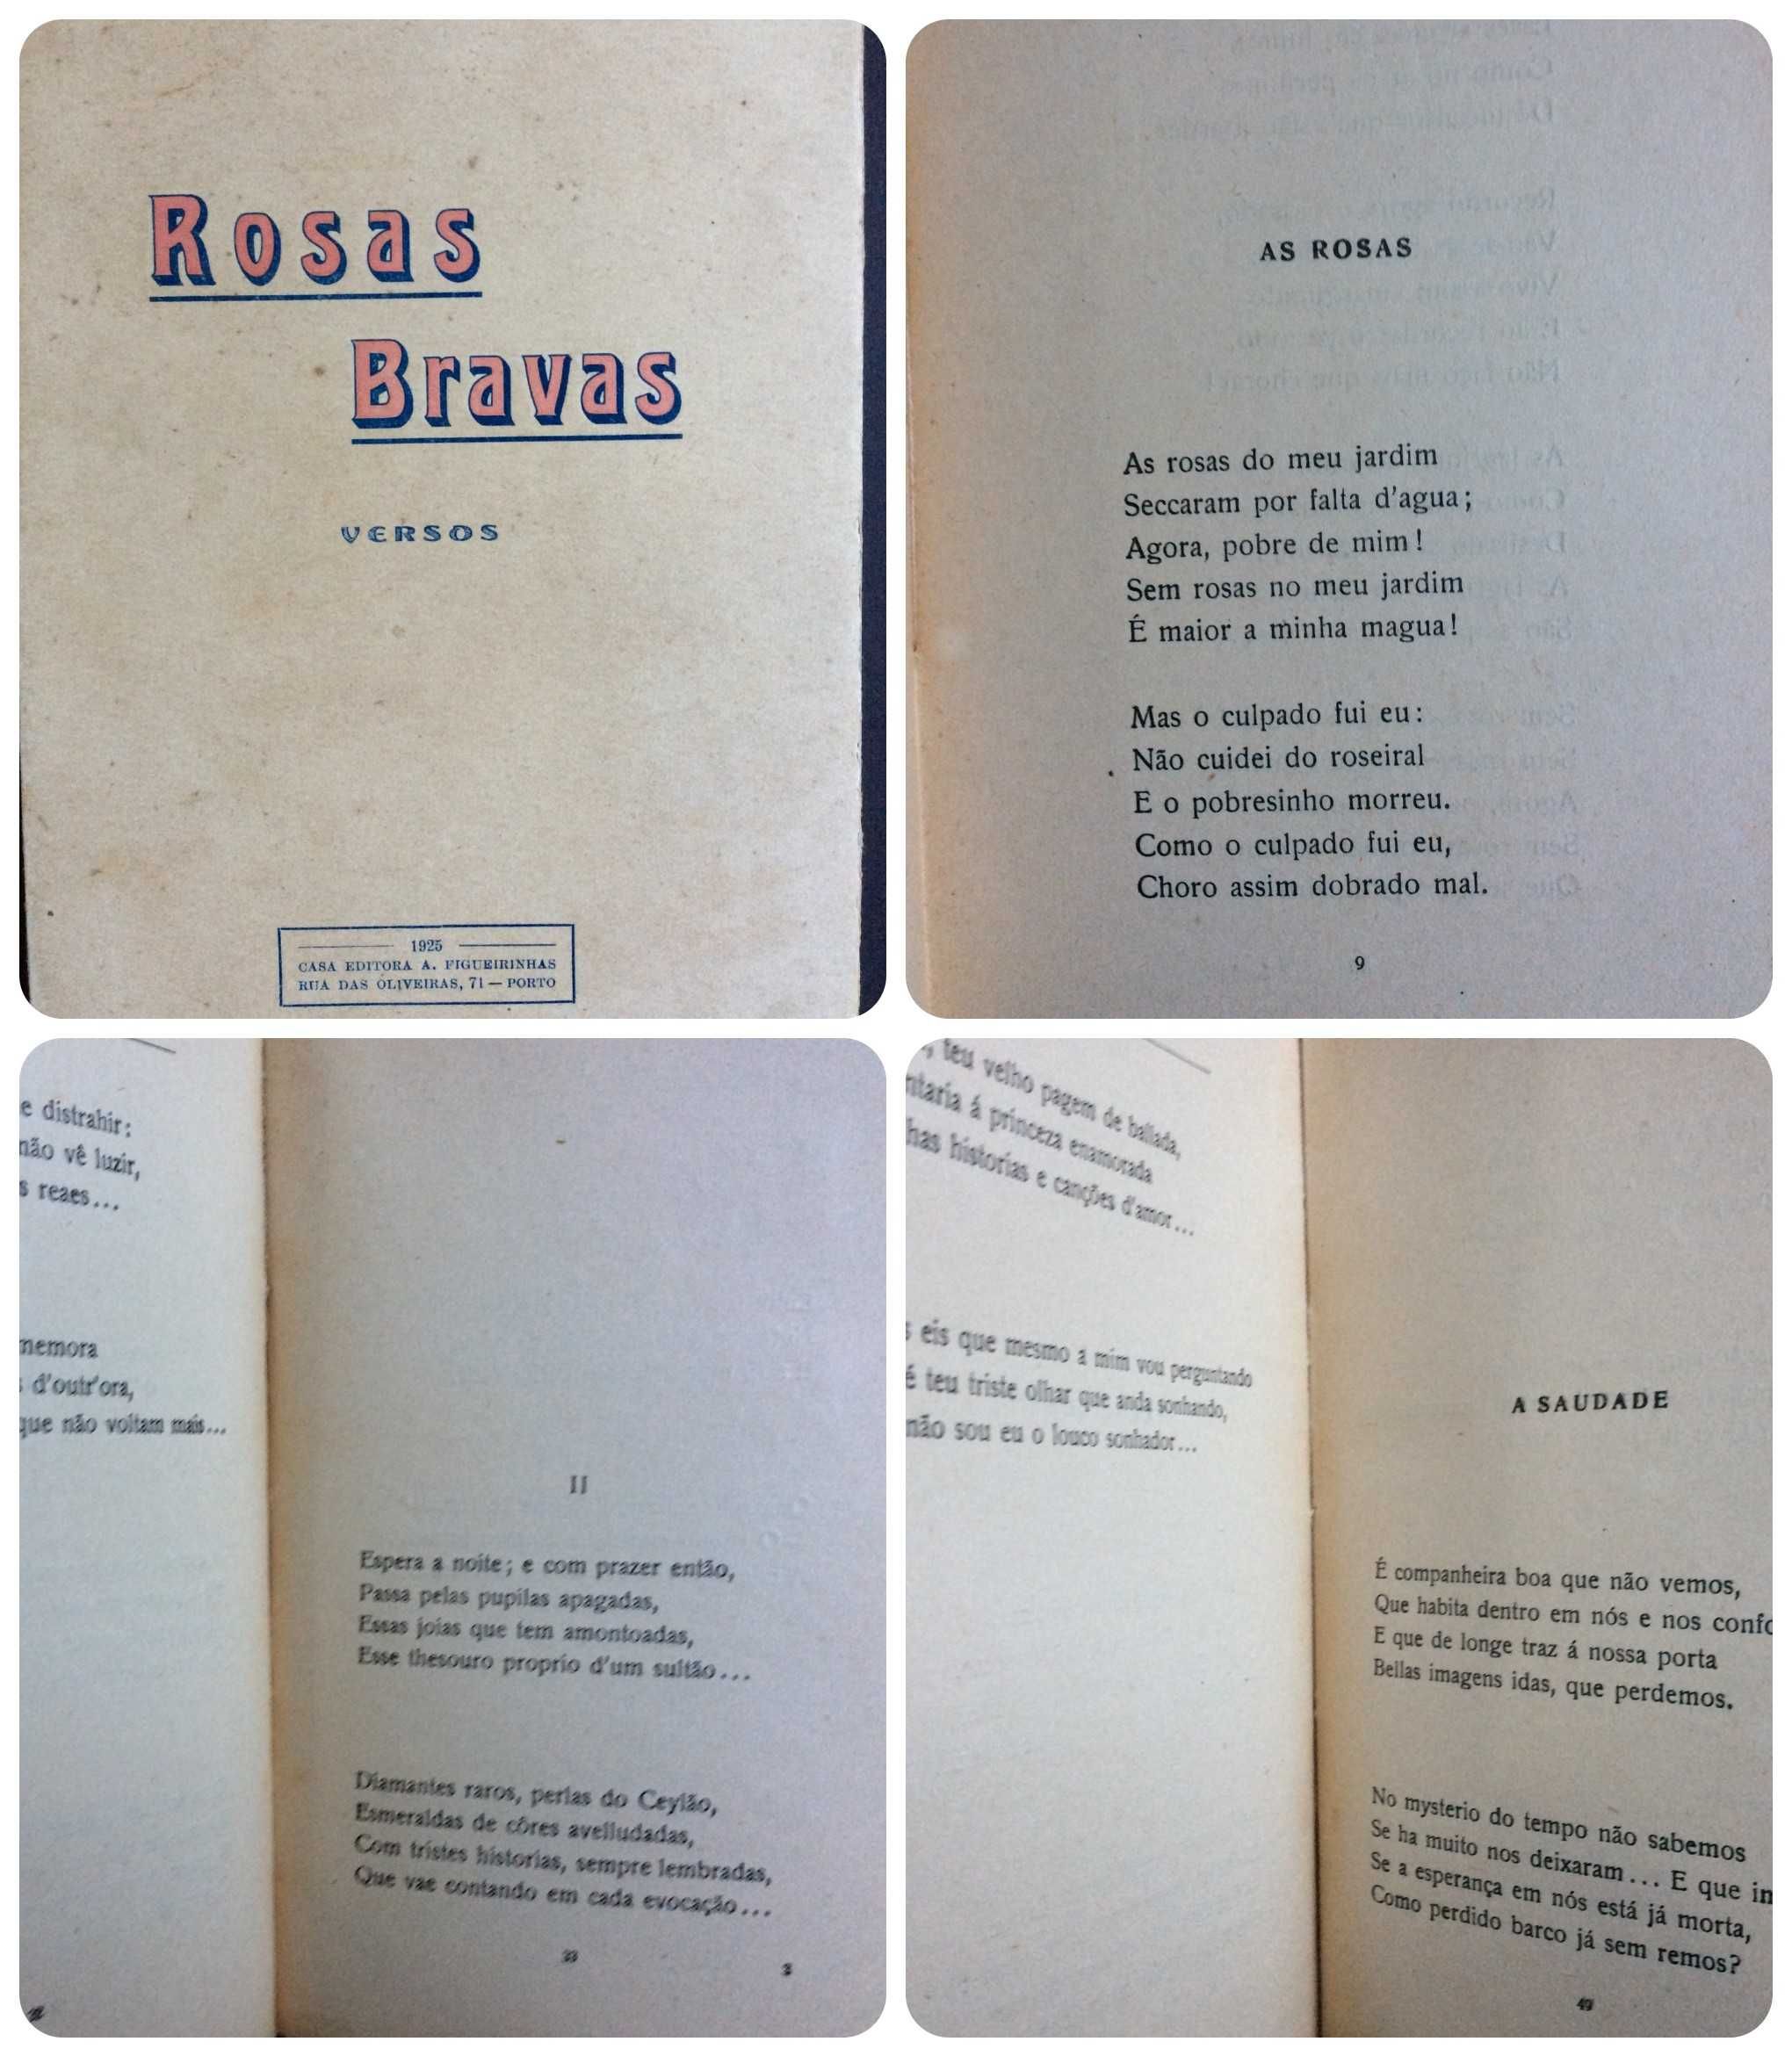 Rosas
Bravas
VERSOS
1925
CASA EDITORA A. FIGUEIRINHAS
RUA DAS OLIVEIRAS, 71 — PORTO
AS ROSAS
As rosas do meu jardim
Seccaram por falta d'agua;
Agora, pobre de mim!
Sem rosas no meu jardim
É maior a minha magua!
Mas o culpado fui eu:
Não cuidei do roseiral
E o pobresinho morreu.
Como o culpado fui eu,
Choro assim dobrado mal.
9
e distrahir:
não vê luzir,
s reaes...
memora
d'outr'ora,
que não voltam mais...
II
Espera a noite; e com prazer então,
Passa pelas pupilas apagadas,
Essas joias que tem amontoadas,
Esse thesouro proprio d'um sultão...
Diamantes raros, perlas do Ceylão,
Esmeraldas de côres avelludadas,
Com tristes historias, sempre lembradas,
Que vae contando em cada evocação...
33
3
teu velho pagem de ballada,
ntaria á princeza enamorada
has historias e canções d'amor...
s eis que mesmo a mim vou perguntando
é teu triste olhar que anda sonhando,
não sou eu o louco sonhador...
A SAUDADE
É companheira boa que não vemos,
Que habita dentro em nós e nos confo
E que de longe traz á nossa porta
Bellas imagens idas, que perdemos.
No mysterio do tempo não sabemos
Se ha muito nos deixaram... E que in
Se a esperança em nós está já morta,
Como perdido barco já sem remos?
49